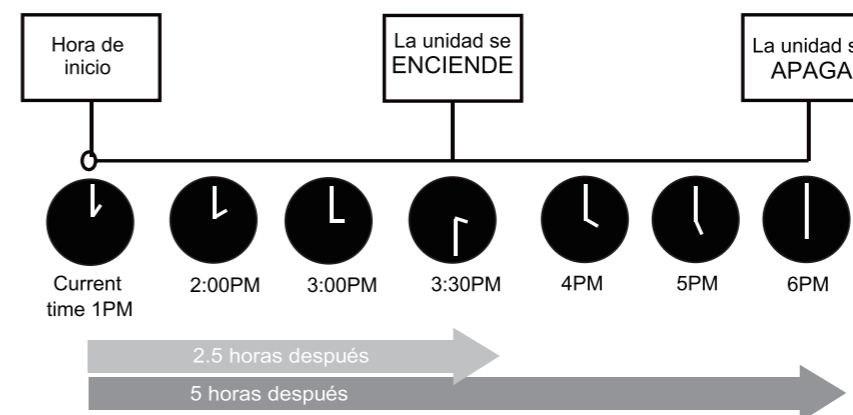 Hora de
inicio
La unidad se
ENCIENDE
La unidad s
APAGA
Current
time 1PM
2:00PM
3:00PM
3:30PM
4PM
5PM
6PM
2.5 horas después
5 horas después